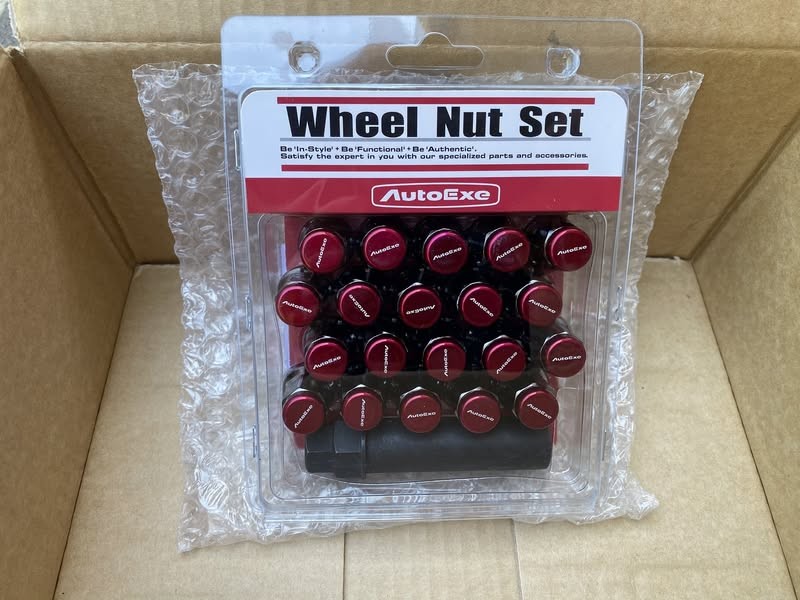 Wheel Nut Set
Be 'In-Style' + Be 'Functional' + Be 'Authentic'.
Satisfy the expert in you with our specialized parts and accessories.
AutoExe
AutoExe AutoExe AutoExe AutoExe AutoExe
AutoExe AutoExe AutoExe AutoExe AutoExe
AutoExe AutoExe AutoExe AutoExe AutoExe
AutoExe AutoExe AutoExe AutoExe AutoExe